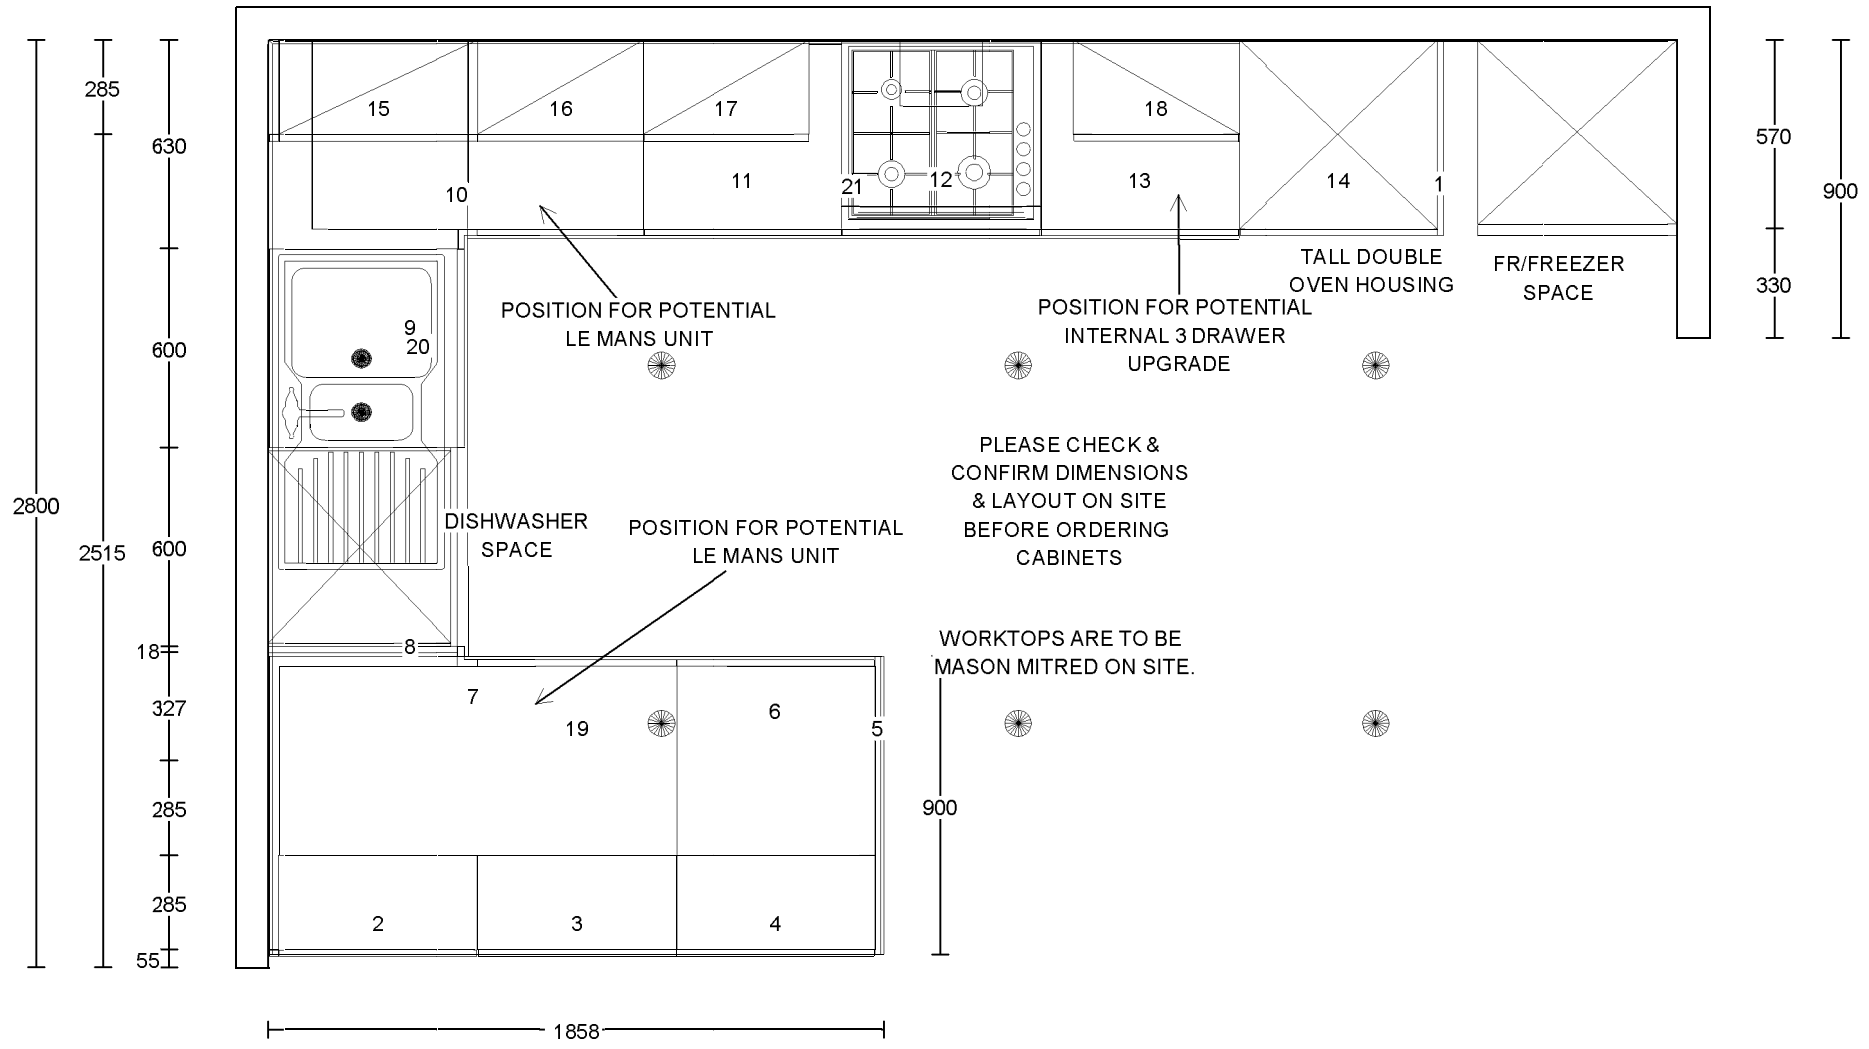 285
630
15
16
17
18
570
900
10
11
21
12
13
14
1
TALL DOUBLE
OVEN HOUSING
FR/FREEZER
SPACE
330
POSITION FOR POTENTIAL
LE MANS UNIT
POSITION FOR POTENTIAL
INTERNAL 3 DRAWER
UPGRADE
9
20
600
PLEASE CHECK &
CONFIRM DIMENSIONS
& LAYOUT ON SITE
BEFORE ORDERING
CABINETS
2800
2515
600
DISHWASHER
SPACE
POSITION FOR POTENTIAL
LE MANS UNIT
18
8
WORKTOPS ARE TO BE
MASON MITRED ON SITE.
327
7
19
6
5
285
900
285
2
3
4
55
1858